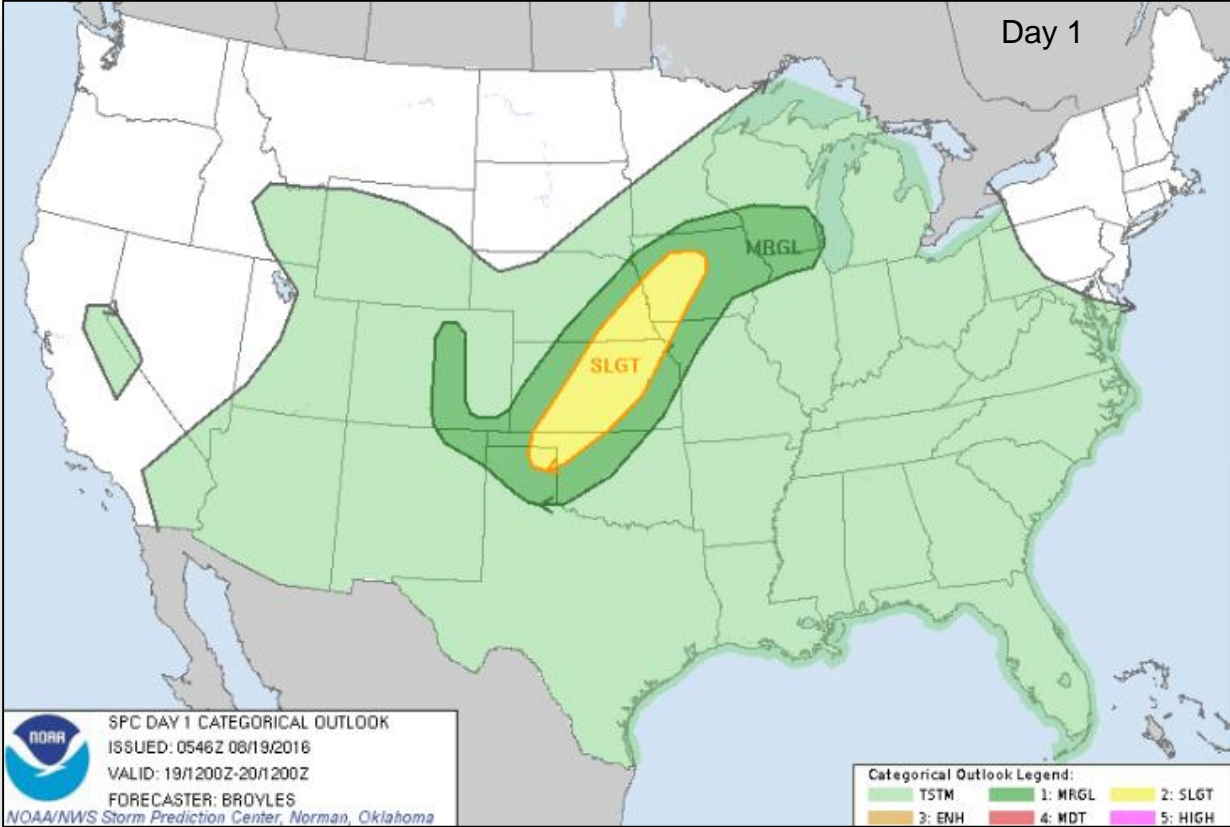 Day 1
MRGL
SLGT
NOAA
SPC DAY 1 CATEGORICAL OUTLOOK
ISSUED: 0546Z 08/19/2016
VALID: 19/1200Z-20/1200Z
FORECASTER: BROYLES
NOAA/NWS Storm Prediction Center, Norman, Oklahoma
Categorical Outlook Legend:
TSTM 1: MRGL 2: SLGT
3: ENH 4: MDT 5: HIGH